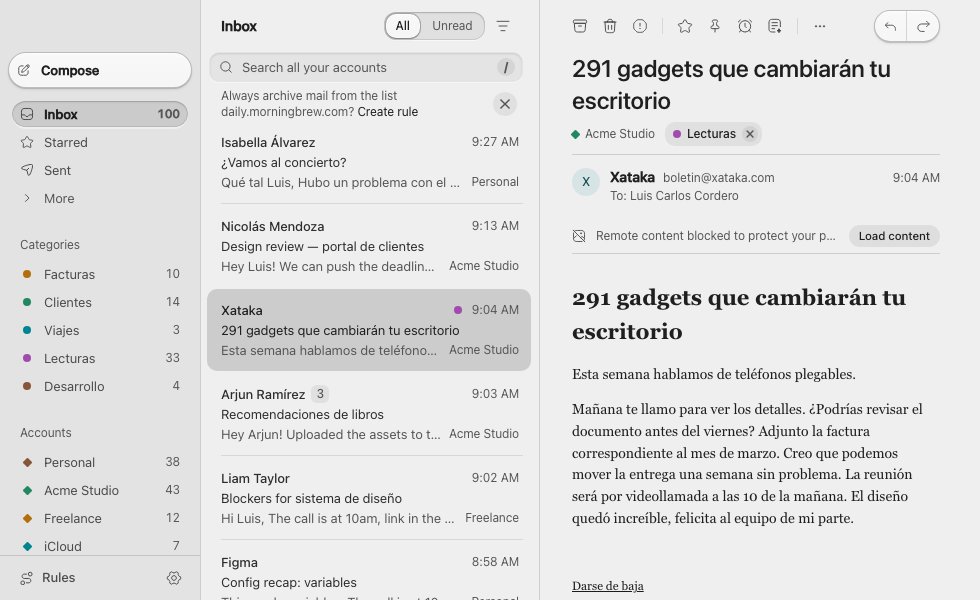 Compose
Inbox 100
Starred
Sent
More
Categories
Facturas 10
Clientes 14
Viajes 3
Lecturas 33
Desarrollo 4
Accounts
Personal 38
Acme Studio 43
Freelance 12
iCloud 7
Rules
Inbox
All Unread
Search all your accounts /
Always archive mail from the list
daily.morningbrew.com? Create rule
Isabella Álvarez 9:27 AM
¿Vamos al concierto?
Qué tal Luis, Hubo un problema con el ... Personal
Nicolás Mendoza 9:13 AM
Design review — portal de clientes
Hey Luis! We can push the deadlin... Acme Studio
Xataka 9:04 AM
291 gadgets que cambiarán tu escritorio
Esta semana hablamos de teléfono... Acme Studio
Arjun Ramírez 3 9:03 AM
Recomendaciones de libros
Hey Arjun! Uploaded the assets to t... Acme Studio
Liam Taylor 9:02 AM
Blockers for sistema de diseño
Hi Luis, The call is at 10am, link in the ... Freelance
Figma 8:58 AM
Config recap: variables
291 gadgets que cambiarán tu
escritorio
Acme Studio Lecturas
X Xataka boletin@xataka.com 9:04 AM
To: Luis Carlos Cordero
Remote content blocked to protect your p... Load content
291 gadgets que cambiarán tu
escritorio
Esta semana hablamos de teléfonos plegables.
Mañana te llamo para ver los detalles. ¿Podrías revisar el
documento antes del viernes? Adjunto la factura
correspondiente al mes de marzo. Creo que podemos
mover la entrega una semana sin problema. La reunión
será por videollamada a las 10 de la mañana. El diseño
quedó increíble, felicita al equipo de mi parte.
Darse de baja